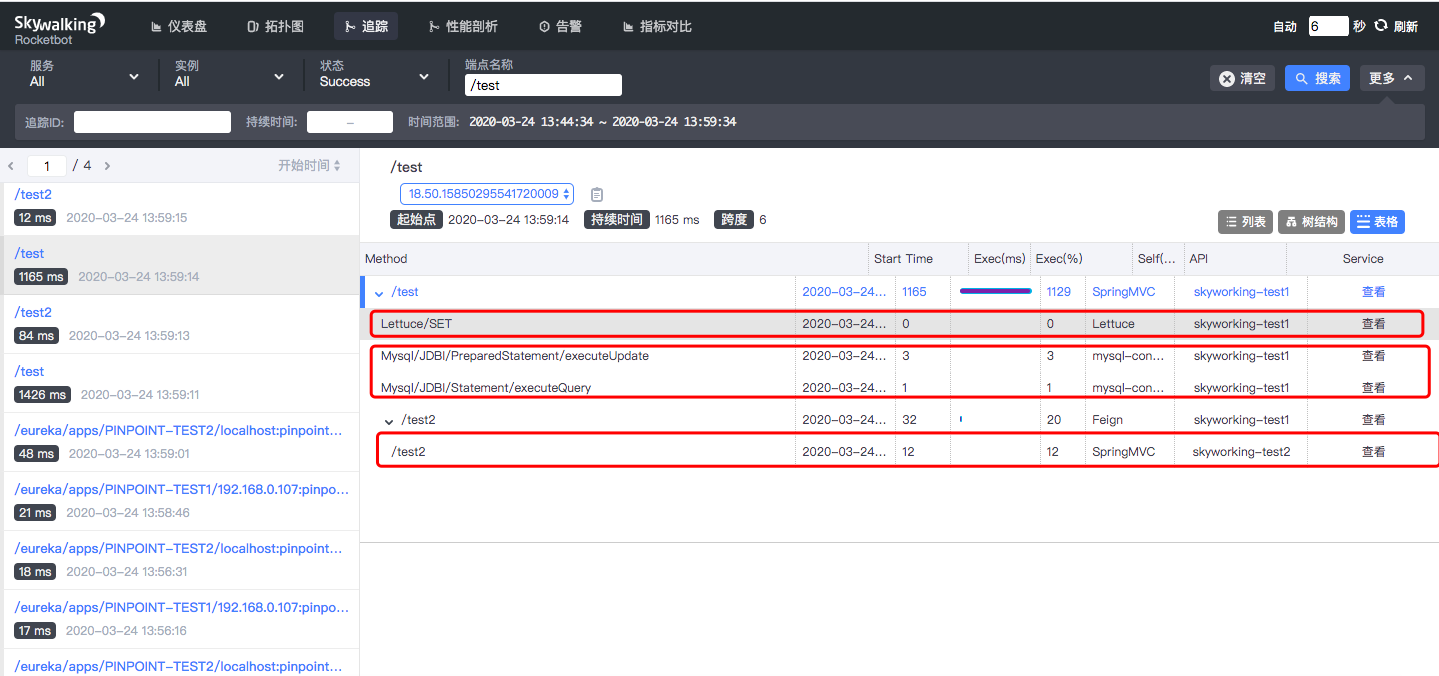 Skywalking
Rocketbot
仪表盘
拓扑图
追踪
性能剖析
告警
指标对比
自动 6 秒 刷新
服务
All
实例
All
状态
Success
端点名称
/test
清空
搜索
更多
追踪ID:
持续时间: –
时间范围: 2020-03-24 13:44:34 ~ 2020-03-24 13:59:34
1 / 4
开始时间
/test2
12 ms 2020-03-24 13:59:15
/test
1165 ms 2020-03-24 13:59:14
/test2
84 ms 2020-03-24 13:59:13
/test
1426 ms 2020-03-24 13:59:11
/eureka/apps/PINPOINT-TEST2/localhost:pinpoint...
48 ms 2020-03-24 13:59:01
/eureka/apps/PINPOINT-TEST1/192.168.0.107:pinpo...
21 ms 2020-03-24 13:58:46
/eureka/apps/PINPOINT-TEST2/localhost:pinpoint...
18 ms 2020-03-24 13:56:31
/eureka/apps/PINPOINT-TEST1/192.168.0.107:pinpo...
17 ms 2020-03-24 13:56:16
/eureka/apps/PINPOINT-TEST2/localhost:pinpoint...
/test
18.50.15850295541720009
起始点 2020-03-24 13:59:14 持续时间 1165 ms 跨度 6
列表 树结构 表格
Method Start Time Exec(ms) Exec(%) Self(... API Service
/test 2020-03-24... 1165 1129 SpringMVC skyworking-test1 查看
Lettuce/SET 2020-03-24... 0 0 Lettuce skyworking-test1 查看
Mysql/JDBI/PreparedStatement/executeUpdate 2020-03-24... 3 3 mysql-con... skyworking-test1 查看
Mysql/JDBI/Statement/executeQuery 2020-03-24... 1 1 mysql-con... skyworking-test1 查看
/test2 2020-03-24... 32 20 Feign skyworking-test1 查看
/test2 2020-03-24... 12 12 SpringMVC skyworking-test2 查看